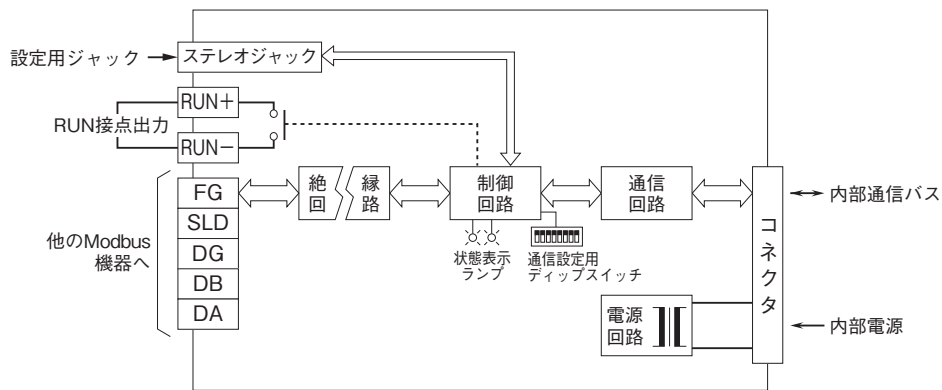 設定用ジャック
ステレオジャック
RUN+
RUN接点出力
RUN−
他のModbus
機器へ
FG
SLD
DG
DB
DA
絶 縁
回 路
制御
回路
状態表示
ランプ
通信設定用
ディップスイッチ
通信
回路
電源
回路
コネクタ
内部通信バス
内部電源